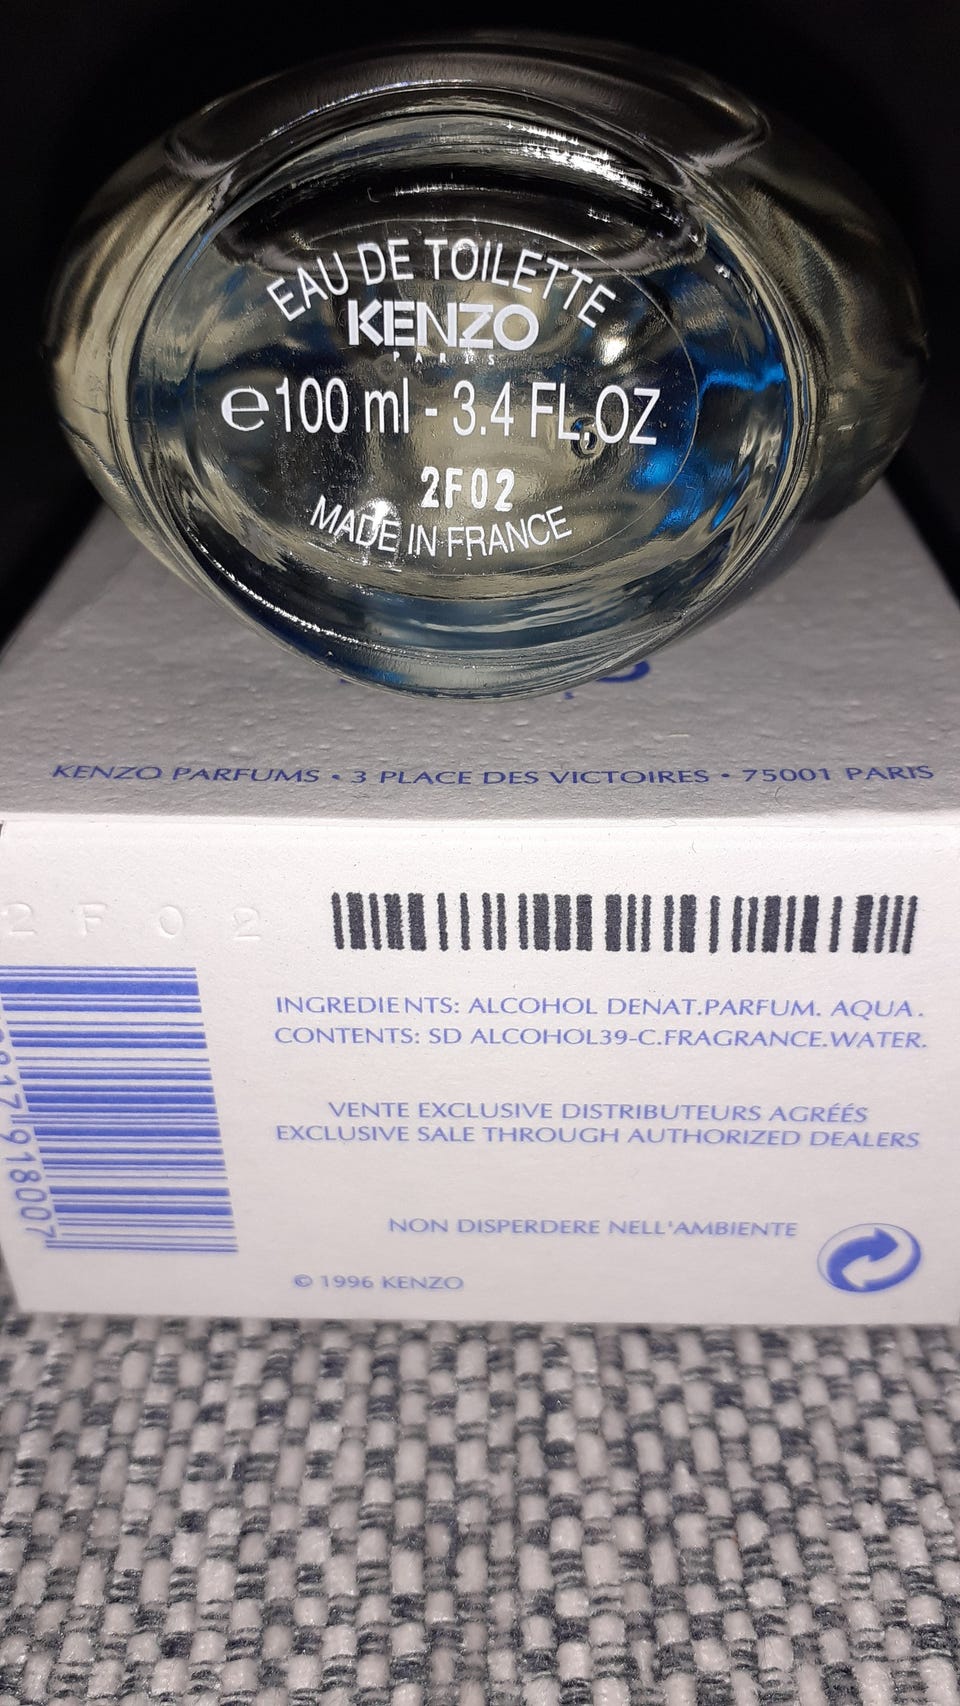 EAU DE TOILETTE
KENZO
PARIS
℮100 ml - 3.4 FL.OZ
2F02
MADE IN FRANCE
KENZO PARFUMS • 3 PLACE DES VICTOIRES • 75001 PARIS
2F02
INGREDIENTS: ALCOHOL DENAT.PARFUM. AQUA.
CONTENTS: SD ALCOHOL39-C.FRAGRANCE.WATER.
VENTE EXCLUSIVE DISTRIBUTEURS AGRÉÉS
EXCLUSIVE SALE THROUGH AUTHORIZED DEALERS
918007
NON DISPERDERE NELL'AMBIENTE
© 1996 KENZO